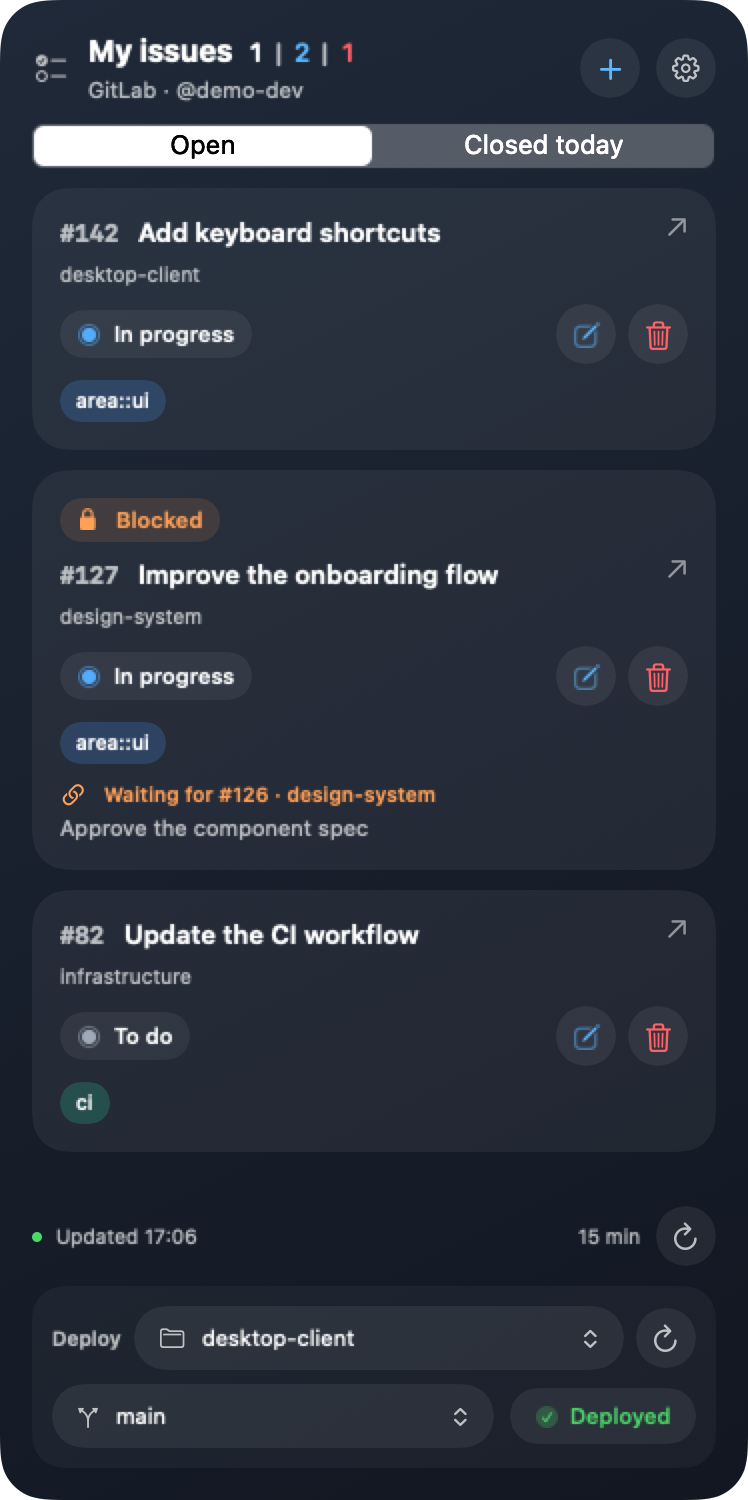 My issues 1 | 2 | 1
GitLab · @demo-dev
Open Closed today
#142 Add keyboard shortcuts
desktop-client
In progress
area::ui
Blocked
#127 Improve the onboarding flow
design-system
In progress
area::ui
Waiting for #126 · design-system
Approve the component spec
#82 Update the CI workflow
infrastructure
To do
ci
Updated 17:06 15 min
Deploy desktop-client
main Deployed